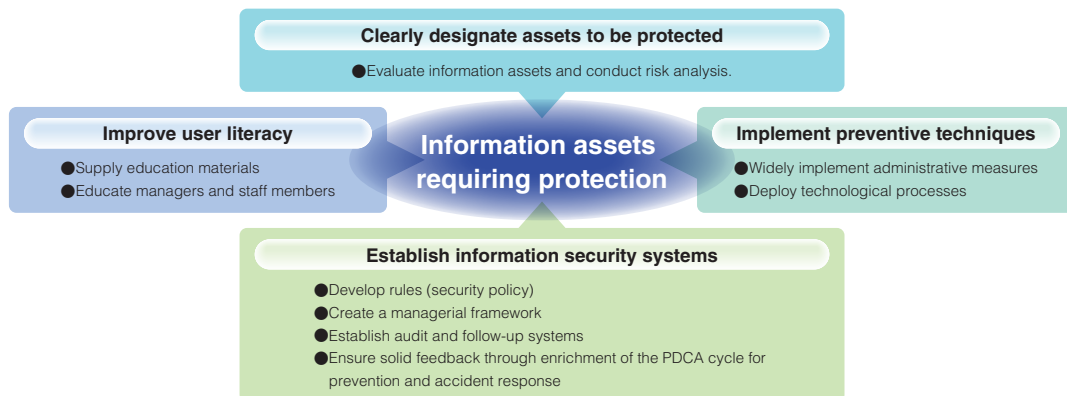 Clearly designate assets to be protected
●Evaluate information assets and conduct risk analysis.
Improve user literacy
●Supply education materials
●Educate managers and staff members
Information assets
requiring protection
Implement preventive techniques
●Widely implement administrative measures
●Deploy technological processes
Establish information security systems
●Develop rules (security policy)
●Create a managerial framework
●Establish audit and follow-up systems
●Ensure solid feedback through enrichment of the PDCA cycle for
prevention and accident response